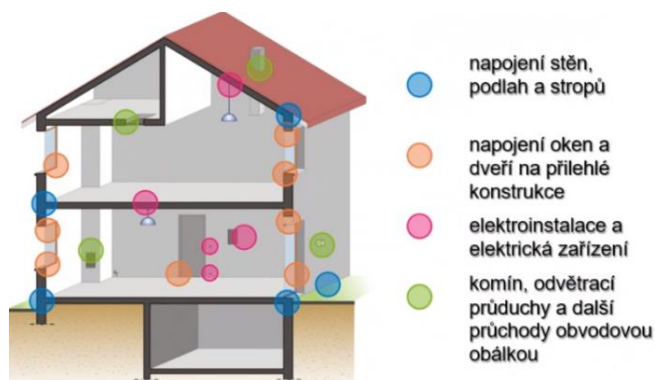 napojení stěn,
podlah a stropů
napojení oken a
dveří na přilehlé
konstrukce
elektroinstalace a
elektrická zařízení
komín, odvětrací
průduchy a další
průchody obvodovou
obálkou